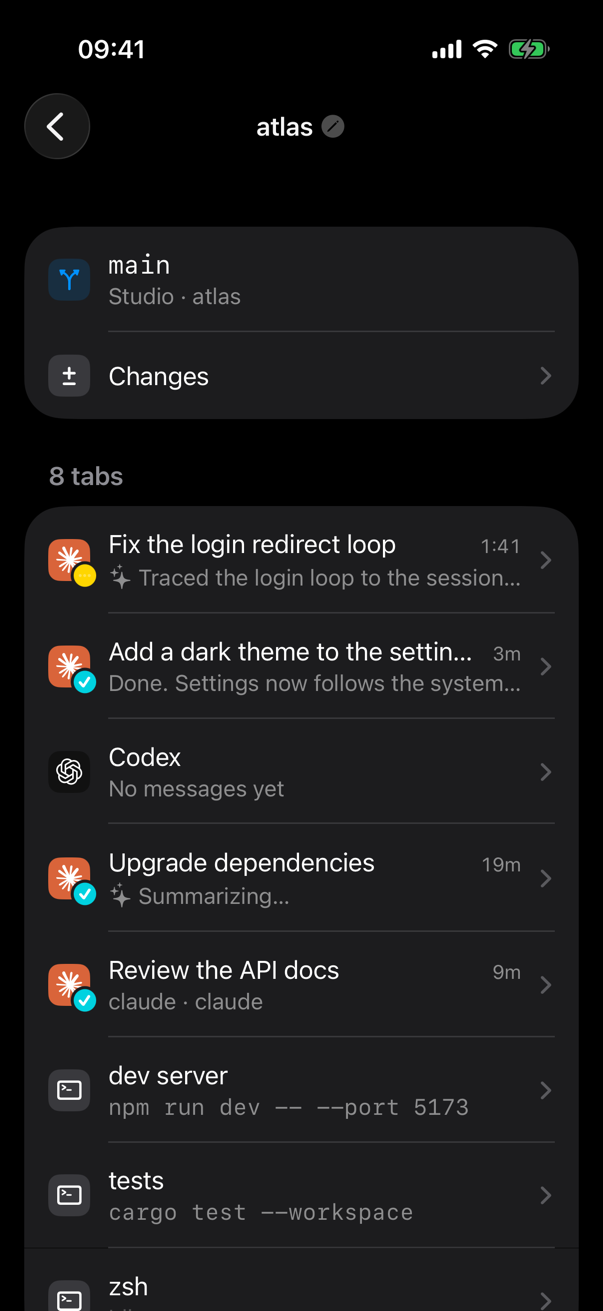 09:41
atlas
main
Studio · atlas
Changes
8 tabs
Fix the login redirect loop 1:41
Traced the login loop to the session...
Add a dark theme to the settin... 3m
Done. Settings now follows the system...
Codex
No messages yet
Upgrade dependencies 19m
Summarizing...
Review the API docs 9m
claude · claude
dev server
npm run dev -- --port 5173
tests
cargo test --workspace
zsh